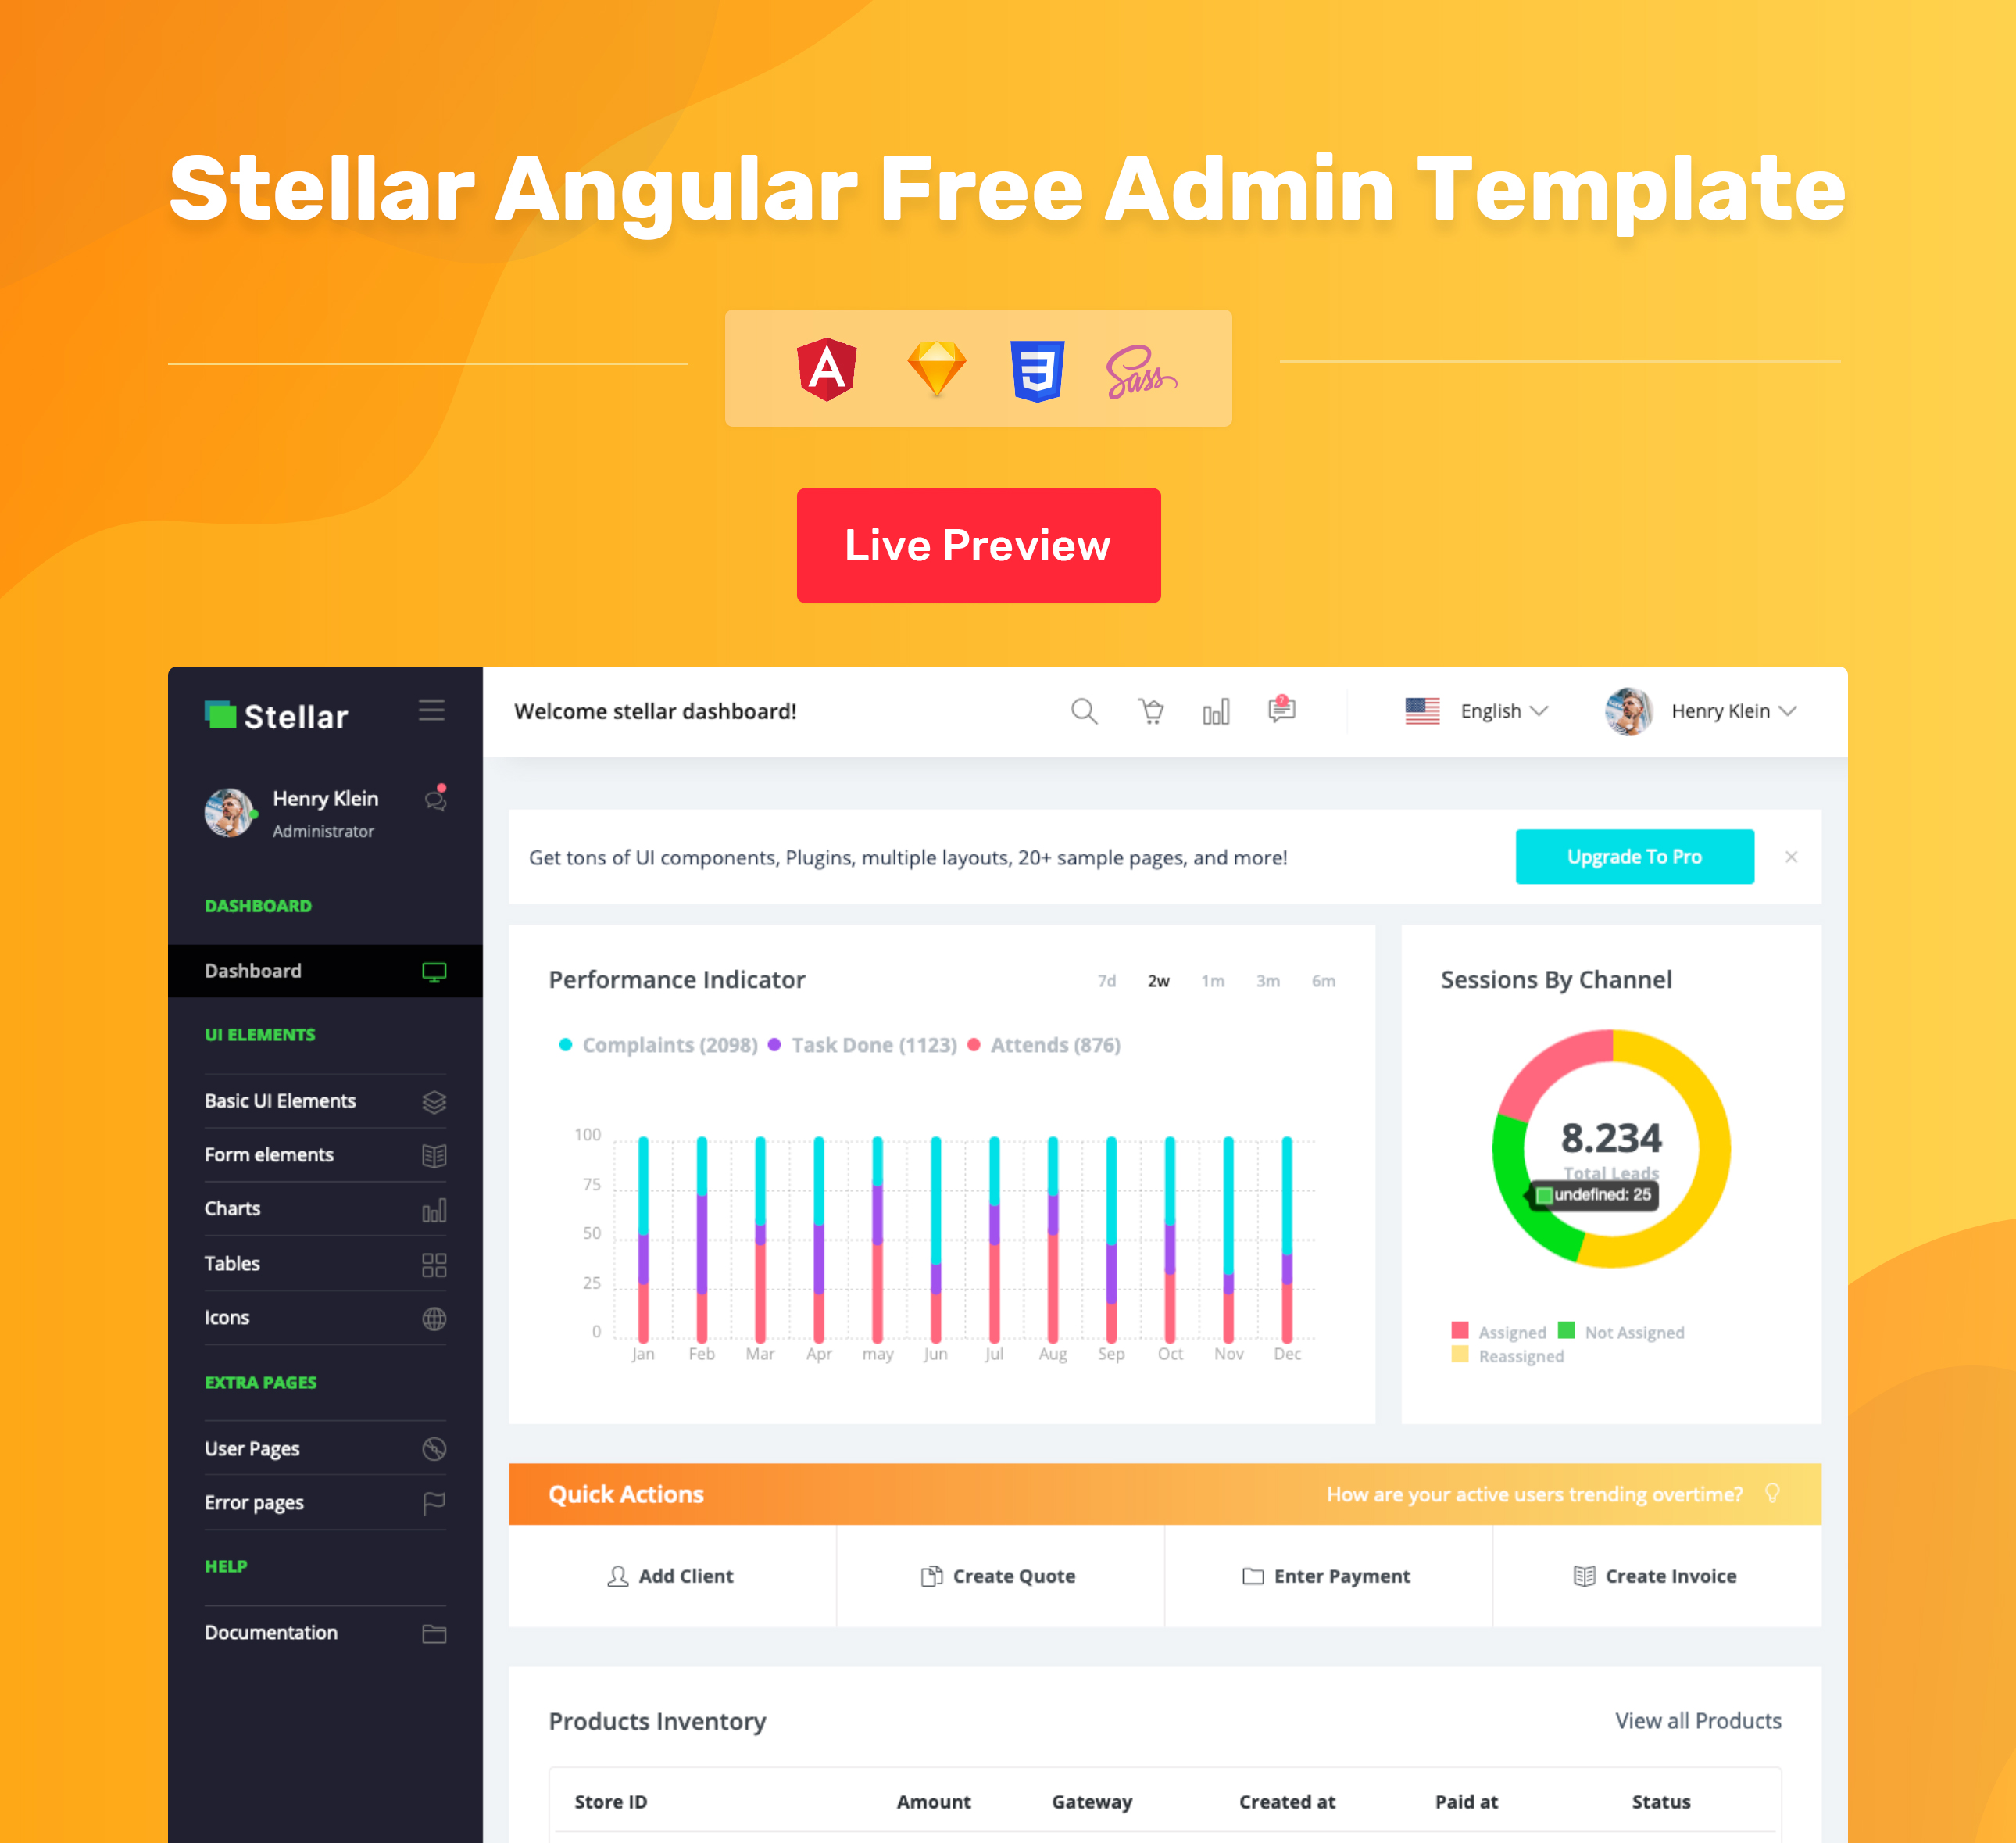 Stellar Angular Free Admin Template
Sass
Live Preview
Stellar
Welcome stellar dashboard!
English
Henry Klein
Henry Klein
Administrator
Get tons of UI components, Plugins, multiple layouts, 20+ sample pages, and more!
Upgrade To Pro
DASHBOARD
Dashboard
UI ELEMENTS
Basic UI Elements
Form elements
Charts
Tables
Icons
EXTRA PAGES
User Pages
Error pages
HELP
Documentation
Performance Indicator
7d 2w 1m 3m 6m
Complaints (2098) Task Done (1123) Attends (876)
100
75
50
25
0
Jan Feb Mar Apr may Jun Jul Aug Sep Oct Nov Dec
Sessions By Channel
8.234
Total Leads
undefined: 25
Assigned Not Assigned
Reassigned
Quick Actions
How are your active users trending overtime?
Add Client Create Quote Enter Payment Create Invoice
Products Inventory
View all Products
Store ID Amount Gateway Created at Paid at Status